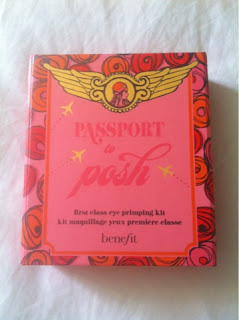 PASSPORT
to
posh
first class eye primping kit
kit maquillage yeux première classe
benefit